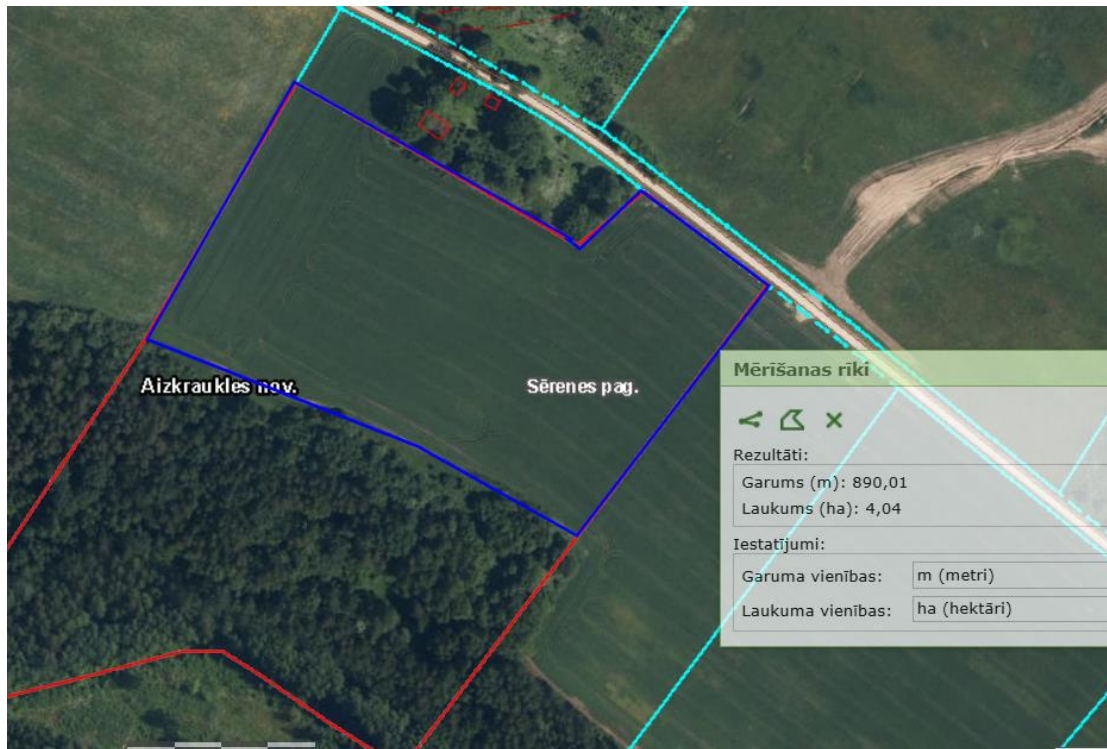 Mērīšanas rīki
Aizkraukles nov.
Sērenes pag.
Rezultāti:
Garums (m): 890,01
Laukums (ha): 4,04
Iestatījumi:
Garuma vienības: m (metri)
Laukuma vienības: ha (hektāri)